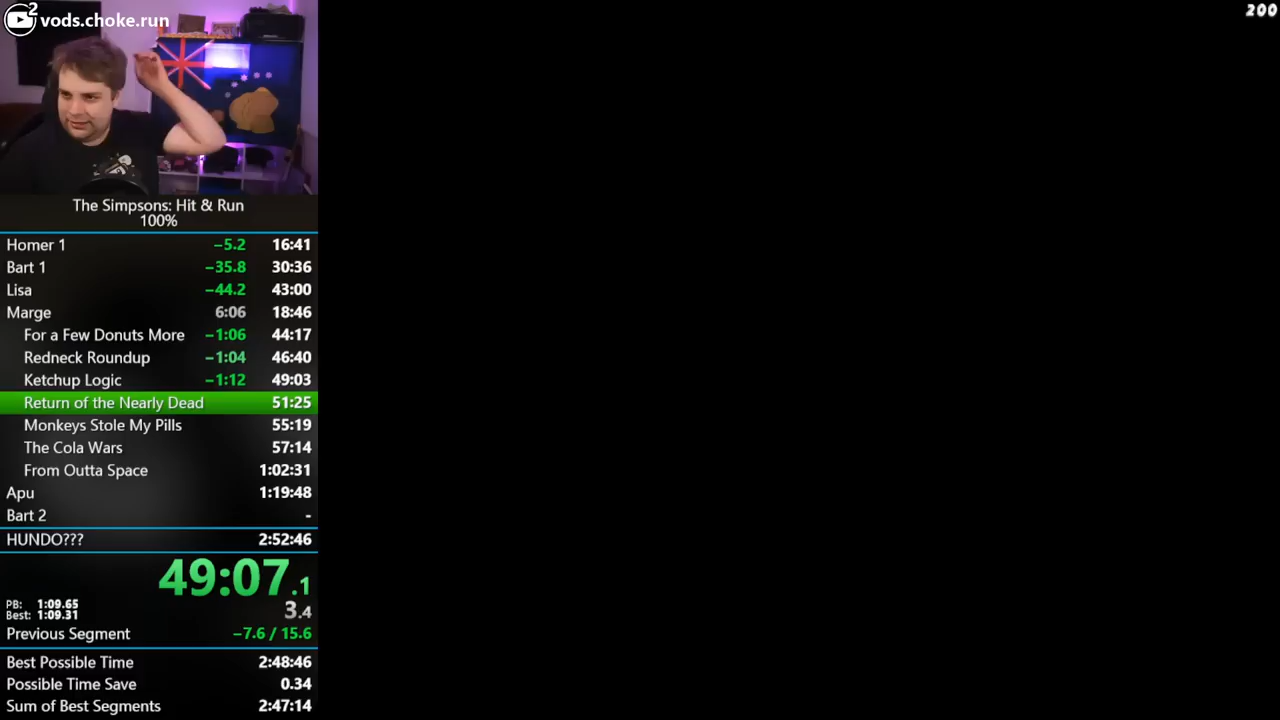 vods.choke.run
200
The Simpsons: Hit & Run
100%
Homer 1 −5.2 16:41
Bart 1 −35.8 30:36
Lisa −44.2 43:00
Marge 6:06 18:46
For a Few Donuts More −1:06 44:17
Redneck Roundup −1:04 46:40
Ketchup Logic −1:12 49:03
Return of the Nearly Dead 51:25
Monkeys Stole My Pills 55:19
The Cola Wars 57:14
From Outta Space 1:02:31
Apu 1:19:48
Bart 2 -
HUNDO??? 2:52:46
49:07.1
PB: 1:09.65 3.4
Best: 1:09.31
Previous Segment −7.6 / 15.6
Best Possible Time 2:48:46
Possible Time Save 0.34
Sum of Best Segments 2:47:14